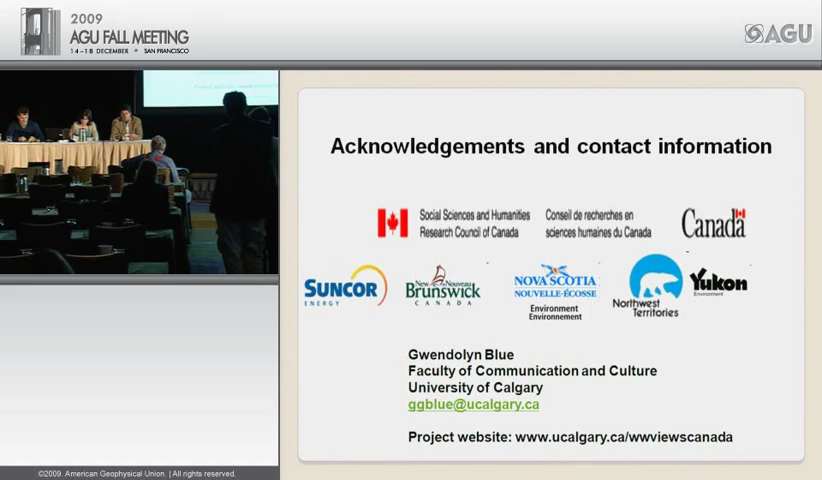 2009
AGU FALL MEETING
14-18 DECEMBER • SAN FRANCISCO
AGU
Acknowledgements and contact information
Social Sciences and Humanities
Research Council of Canada
Conseil de recherches en
sciences humaines du Canada
Canada
SUNCOR
ENERGY
New Nouveau
Brunswick
CANADA
NOVA SCOTIA
NOUVELLE-ÉCOSSE
Environment
Environnement
Northwest
Territories
Yukon
Environment
Gwendolyn Blue
Faculty of Communication and Culture
University of Calgary
ggblue@ucalgary.ca
Project website: www.ucalgary.ca/wwviewscanada
©2009. American Geophysical Union. | All rights reserved.